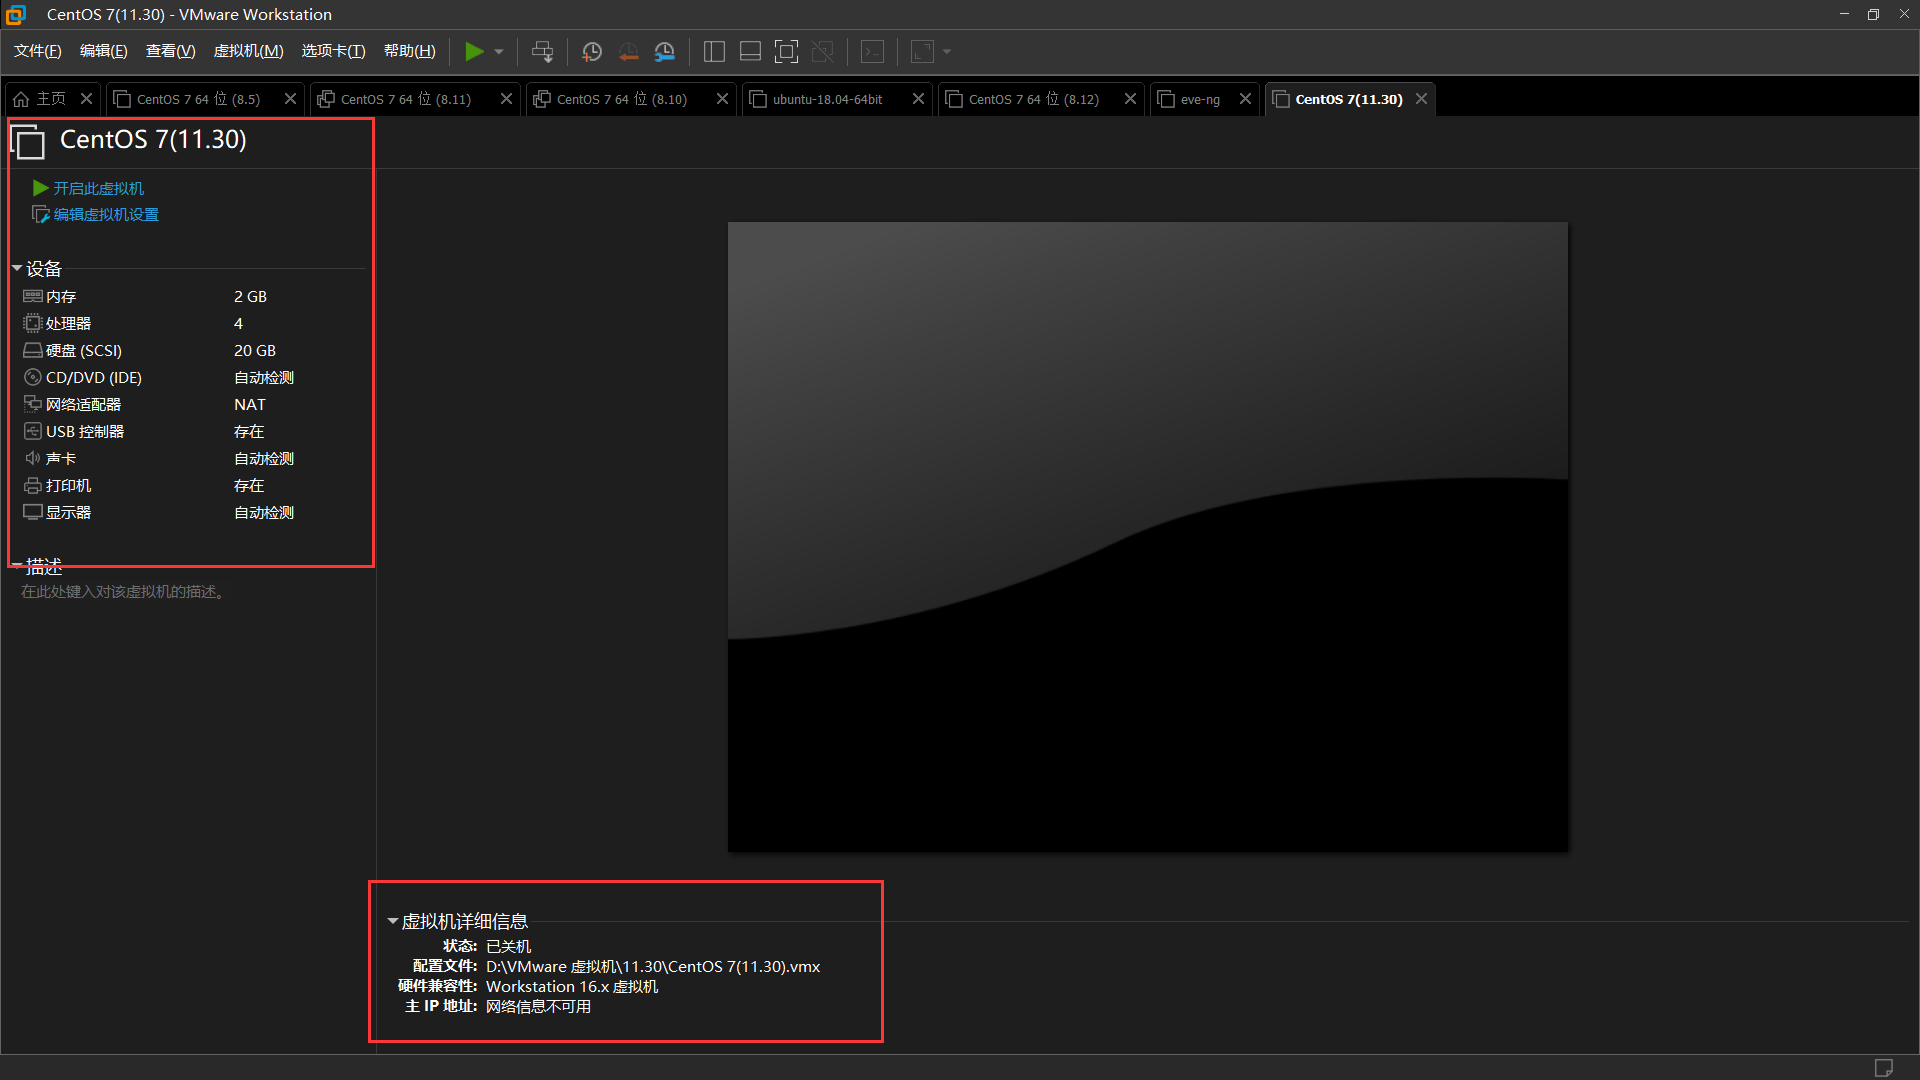 CentOS 7(11.30) - VMware Workstation
文件(F) 编辑(E) 查看(V) 虚拟机(M) 选项卡(T) 帮助(H)
主页 CentOS 7 64 位 (8.5) CentOS 7 64 位 (8.11) CentOS 7 64 位 (8.10) ubuntu-18.04-64bit CentOS 7 64 位 (8.12) eve-ng CentOS 7(11.30)
CentOS 7(11.30)
开启此虚拟机
编辑虚拟机设置
设备
内存 2 GB
处理器 4
硬盘 (SCSI) 20 GB
CD/DVD (IDE) 自动检测
网络适配器 NAT
USB 控制器 存在
声卡 自动检测
打印机 存在
显示器 自动检测
描述
在此处键入对该虚拟机的描述。
虚拟机详细信息
状态: 已关机
配置文件: D:\VMware 虚拟机\11.30\CentOS 7(11.30).vmx
硬件兼容性: Workstation 16.x 虚拟机
主 IP 地址: 网络信息不可用